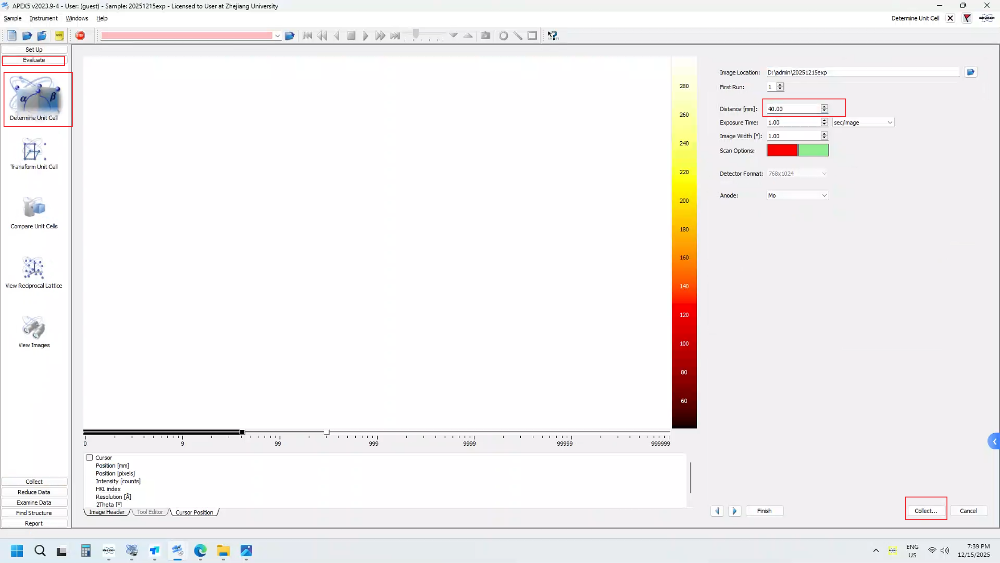 APEX5 v2023.9-4 - User: (guest) - Sample: 20251215exp - Licensed to User at Zhejiang University
Sample Instrument Windows Help
Determine Unit Cell
BRUKER
NOTE
STOP
Set Up
Evaluate
α β
Determine Unit Cell
Transform Unit Cell
Compare Unit Cells
View Reciprocal Lattice
View Images
Collect
Reduce Data
Examine Data
Find Structure
Report
280
260
240
220
200
180
160
140
120
100
80
60
0 9 99 999 9999 99999 999999
Cursor
Position [mm]
Position [pixels]
Intensity [counts]
HKL index
Resolution [Å]
2Theta [°]
Image Header Tool Editor Cursor Position
Image Location: D:\admin\20251215exp
First Run: 1
Distance [mm]: 40.00
Exposure Time: 1.00 sec/image
Image Width [°]: 1.00
Scan Options:
Detector Format: 768x1024
Anode: Mo
Finish Collect... Cancel
ENG
US
7:39 PM
12/15/2025